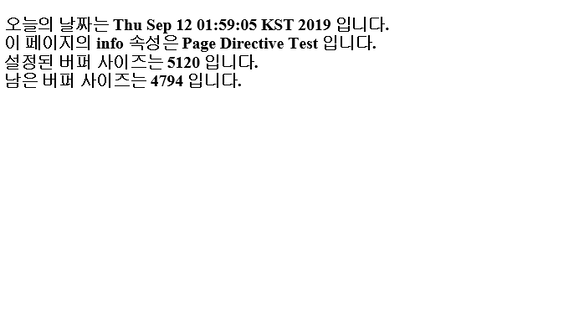 오늘의 날짜는 Thu Sep 12 01:59:05 KST 2019 입니다.
이 페이지의 info 속성은 Page Directive Test 입니다.
설정된 버퍼 사이즈는 5120 입니다.
남은 버퍼 사이즈는 4794 입니다.